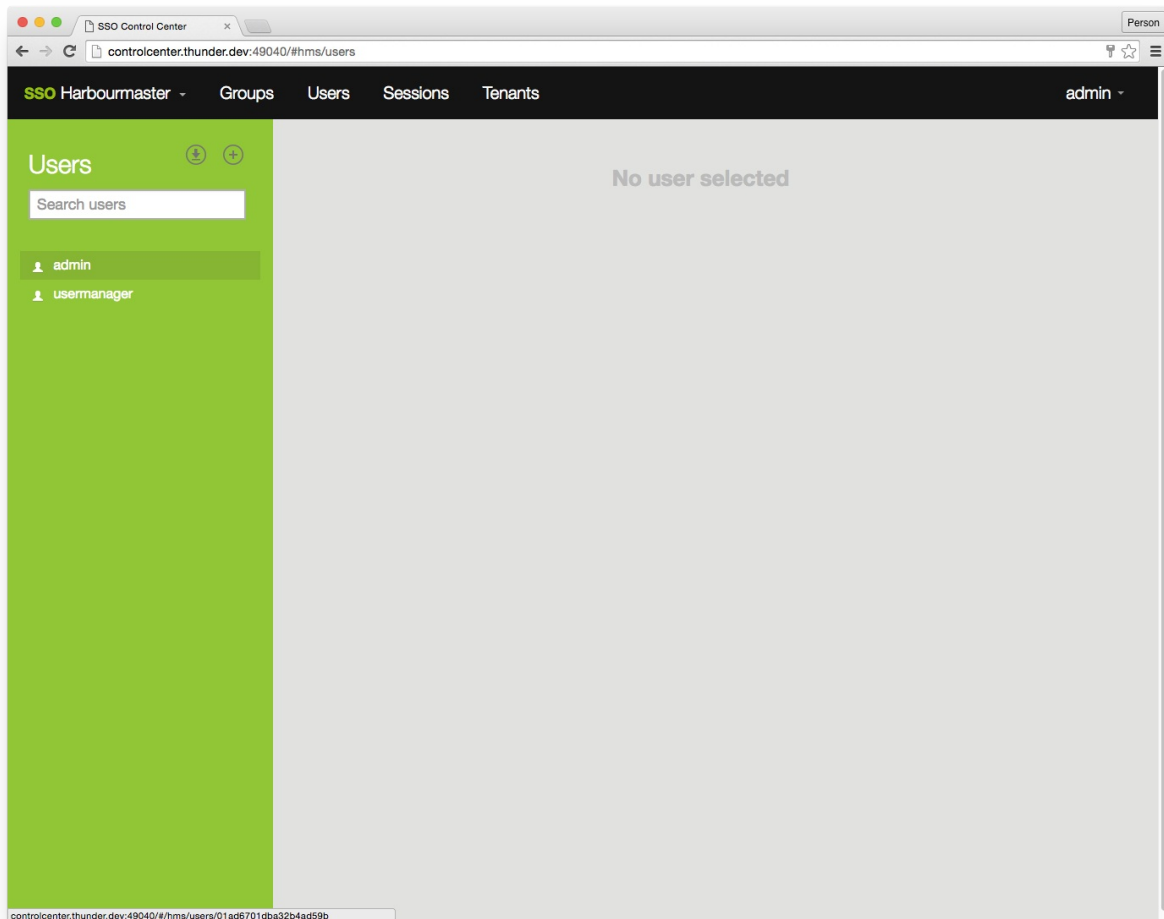 SSO Control Center
Person
controlcenter.thunder.dev:49040/#hms/users
sso Harbourmaster Groups Users Sessions Tenants admin
Users
Search users
No user selected
admin
usermanager
controlcenter.thunder.dev:49040/#/hms/users/01ad6701dba32b4ad59b